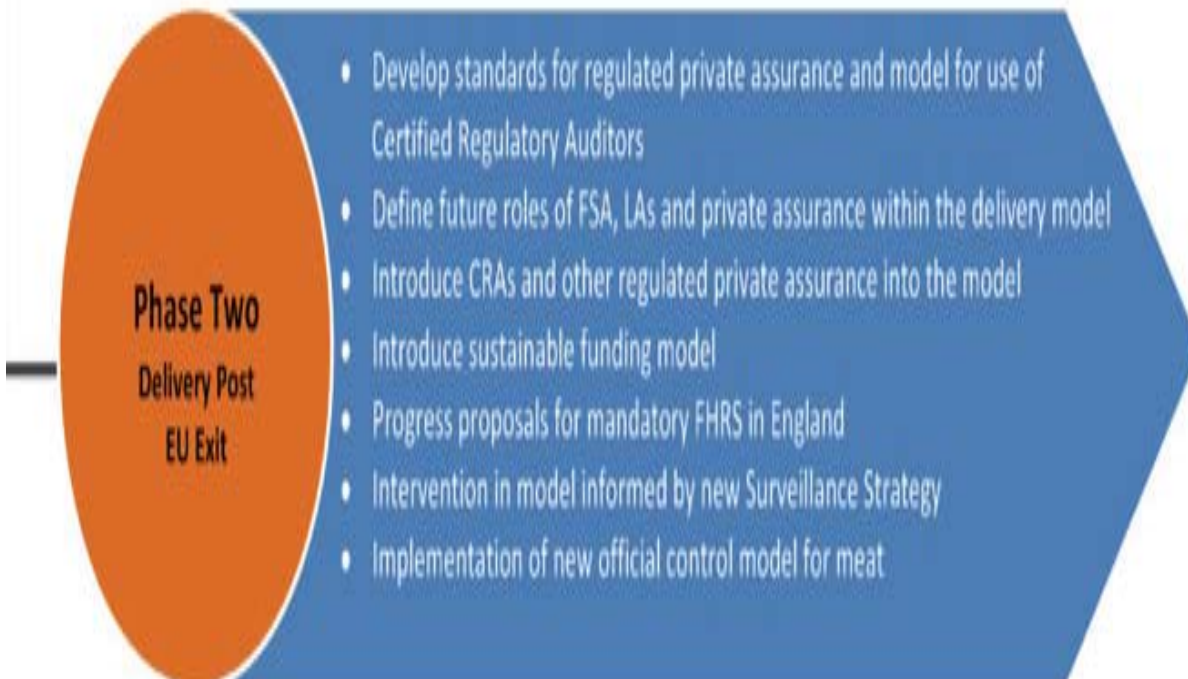 Phase Two
Delivery Post
EU Exit
• Develop standards for regulated private assurance and model for use of
Certified Regulatory Auditors
• Define future roles of FSA, LAs and private assurance within the delivery model
• Introduce CRAs and other regulated private assurance into the model
• Introduce sustainable funding model
• Progress proposals for mandatory FHRS in England
• Intervention in model informed by new Surveillance Strategy
• Implementation of new official control model for meat